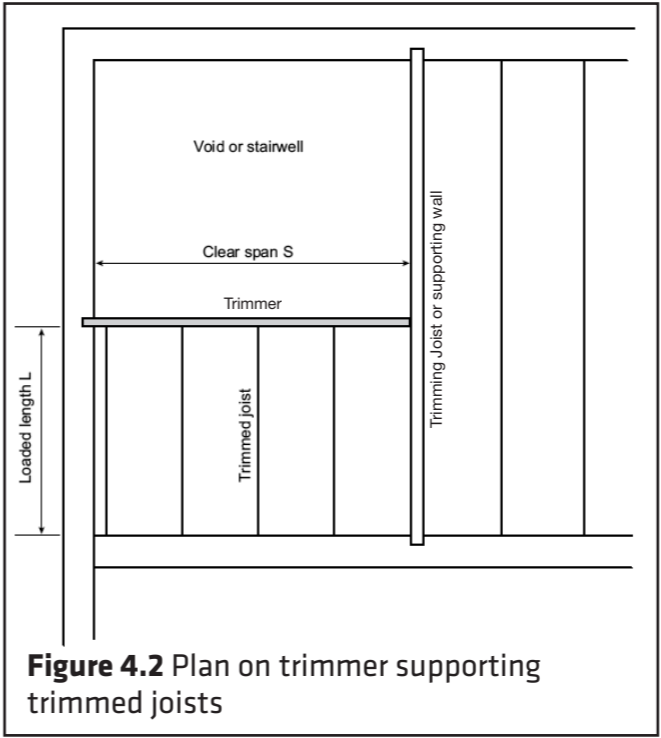 Void or stairwell
Clear span S
Trimmer
Trimming Joist or supporting wall
Loaded length L
Trimmed joist
Figure 4.2 Plan on trimmer supporting
trimmed joists